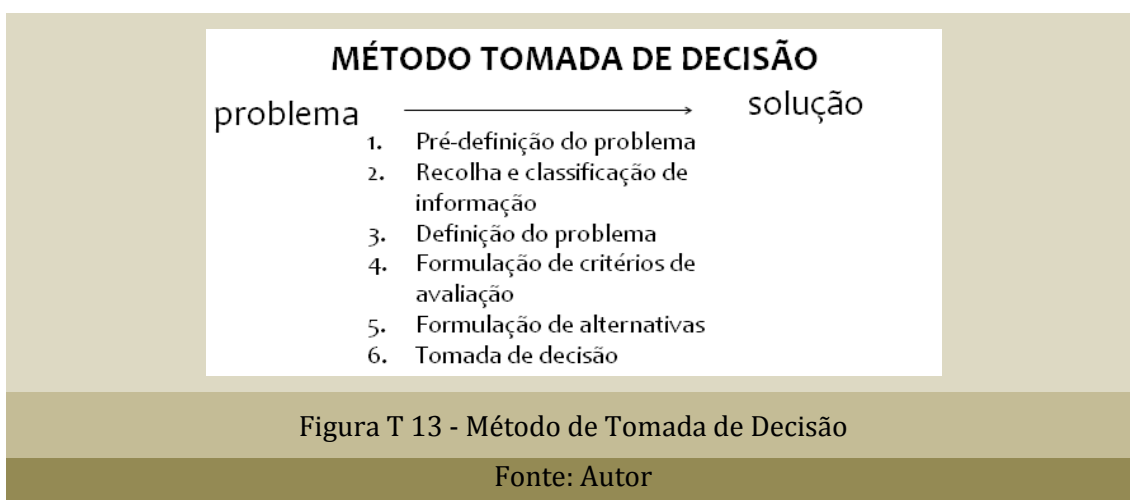 MÉTODO TOMADA DE DECISÃO
problema
solução
1. Pré-definição do problema
2. Recolha e classificação de
informação
3. Definição do problema
4. Formulação de critérios de
avaliação
5. Formulação de alternativas
6. Tomada de decisão
Figura T 13 - Método de Tomada de Decisão
Fonte: Autor